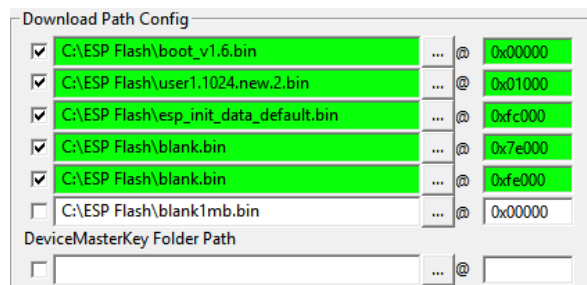 Download Path Config
C:\ESP Flash\boot_v1.6.bin ... @ 0x00000
C:\ESP Flash\user1.1024.new.2.bin ... @ 0x01000
C:\ESP Flash\esp_init_data_default.bin ... @ 0xfc000
C:\ESP Flash\blank.bin ... @ 0x7e000
C:\ESP Flash\blank.bin ... @ 0xfe000
C:\ESP Flash\blank1mb.bin ... @ 0x00000
DeviceMasterKey Folder Path
... @